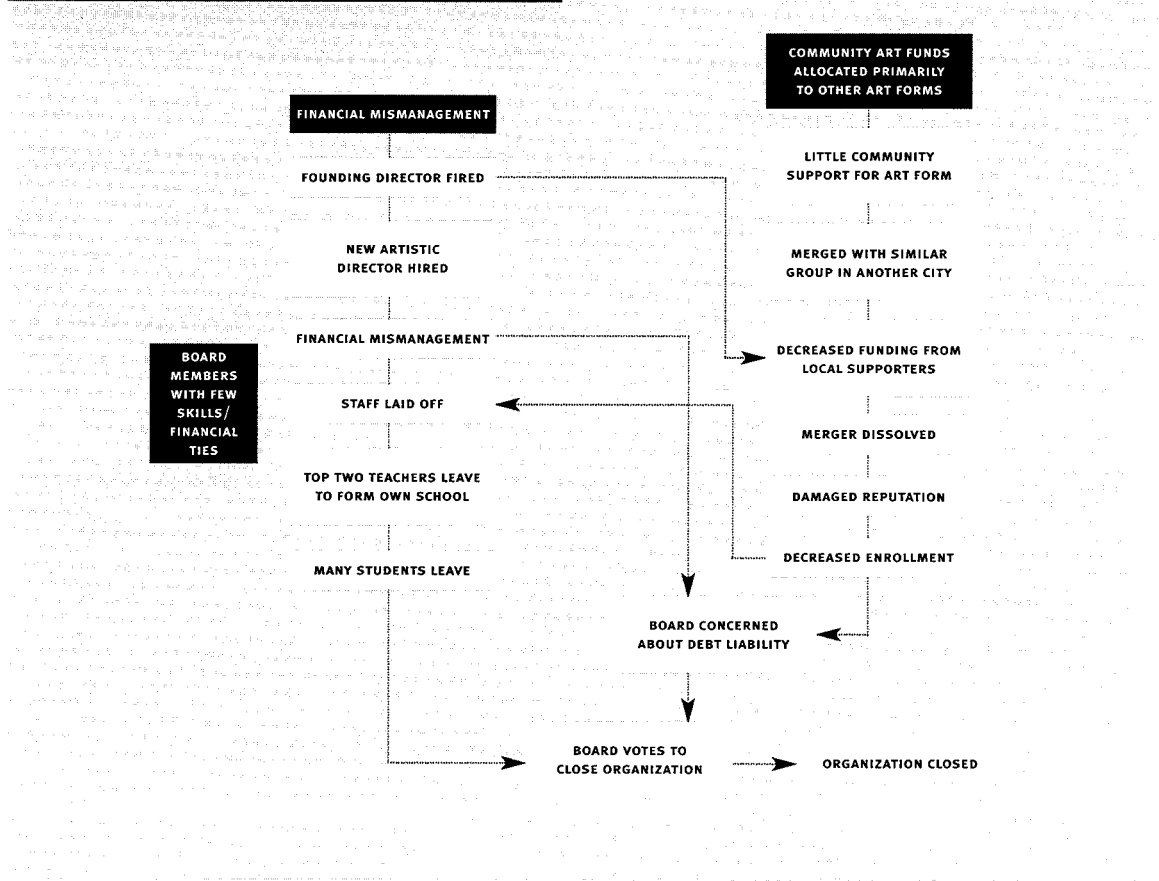 COMMUNITY ART FUNDS
ALLOCATED PRIMARILY
TO OTHER ART FORMS
FINANCIAL MISMANAGEMENT
LITTLE COMMUNITY
SUPPORT FOR ART FORM
FOUNDING DIRECTOR FIRED
NEW ARTISTIC
DIRECTOR HIRED
MERGED WITH SIMILAR
GROUP IN ANOTHER CITY
FINANCIAL MISMANAGEMENT
DECREASED FUNDING FROM
LOCAL SUPPORTERS
BOARD
MEMBERS
WITH FEW
SKILLS/
FINANCIAL
TIES
STAFF LAID OFF
MERGER DISSOLVED
TOP TWO TEACHERS LEAVE
TO FORM OWN SCHOOL
DAMAGED REPUTATION
DECREASED ENROLLMENT
MANY STUDENTS LEAVE
BOARD CONCERNED
ABOUT DEBT LIABILITY
BOARD VOTES TO
CLOSE ORGANIZATION
ORGANIZATION CLOSED